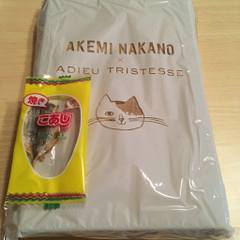 AKEMI NAKANO
×
ADIEU TRISTESSE
焼き
こあじ